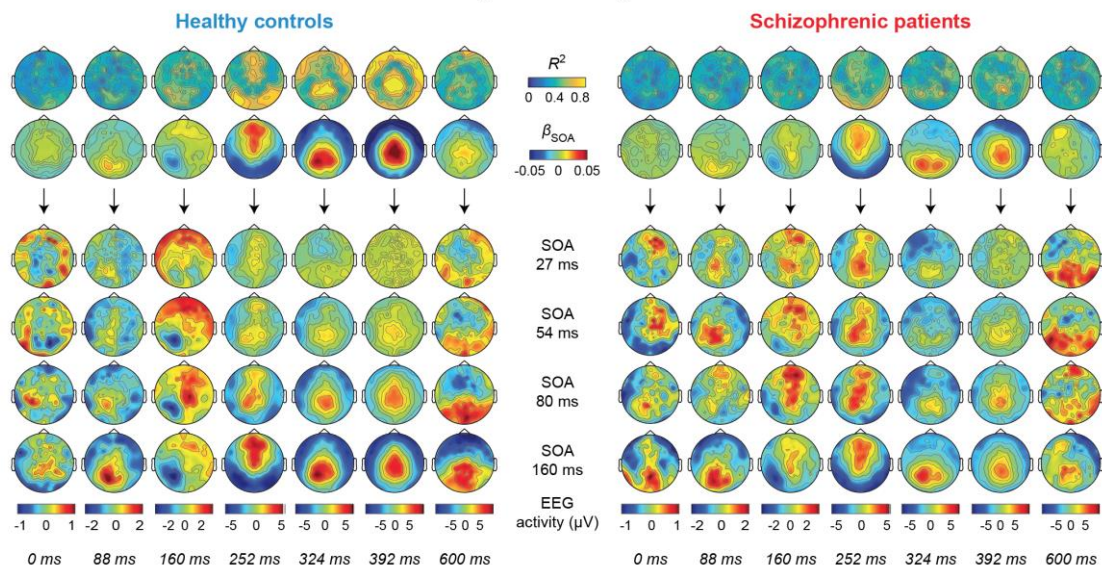 Healthy controls
Schizophrenic patients
R²
0 0.4 0.8
β SOA
-0.05 0.05
SOA
27 ms
SOA
54 ms
SOA
80 ms
SOA
160 ms
EEG
activity (μV)
-1 0 1
-2 0 2
-2 0 2
-5 0 5
-5 0 5
-5 0 5
-5 0 5
-1 0 1
-2 0 2
-2 0 2
-5 0 5
-5 0 5
-5 0 5
-5 0 5
0 ms 88 ms 160 ms 252 ms 324 ms 392 ms 600 ms
0 ms 88 ms 160 ms 252 ms 324 ms 392 ms 600 ms